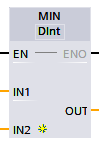 MIN
DInt
EN ENO
IN1
OUT
IN2